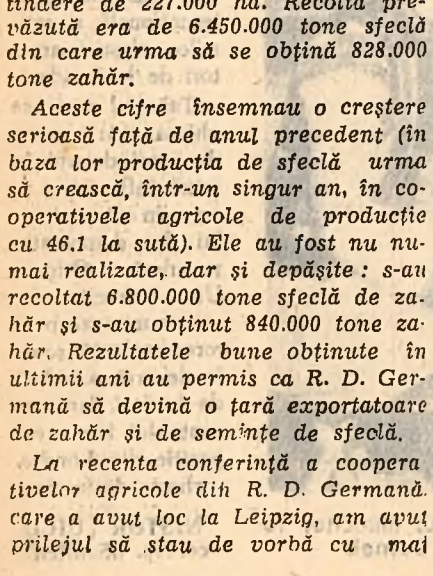 tindere de 227.000 ha. Recolta pre-
văzută era de 6.450.000 tone sfeclă
din care urma să se obțină 828.000
tone zahăr.
Aceste cifre însemnau o creștere
serioasă față de anul precedent (în
baza lor producția de sfeclă urma
să crească, într-un singur an, în co-
operativele agricole de producție
cu 46.1 la sută). Ele au fost nu nu-
mai realizate, dar și depășite : s-au
recoltat 6.800.000 tone sfeclă de za-
hăr și s-au obținut 840.000 tone za-
hăr. Rezultatele bune obținute în
ultimii ani au permis ca R. D. Ger-
mană să devină o țară exportatoare
de zahăr și de semințe de sfeclă.
La recenta conferință a coopera
tivelor agricole din R. D. Germană.
care a avut loc la Leipzig, am avut
prilejul să stau de vorbă cu mai